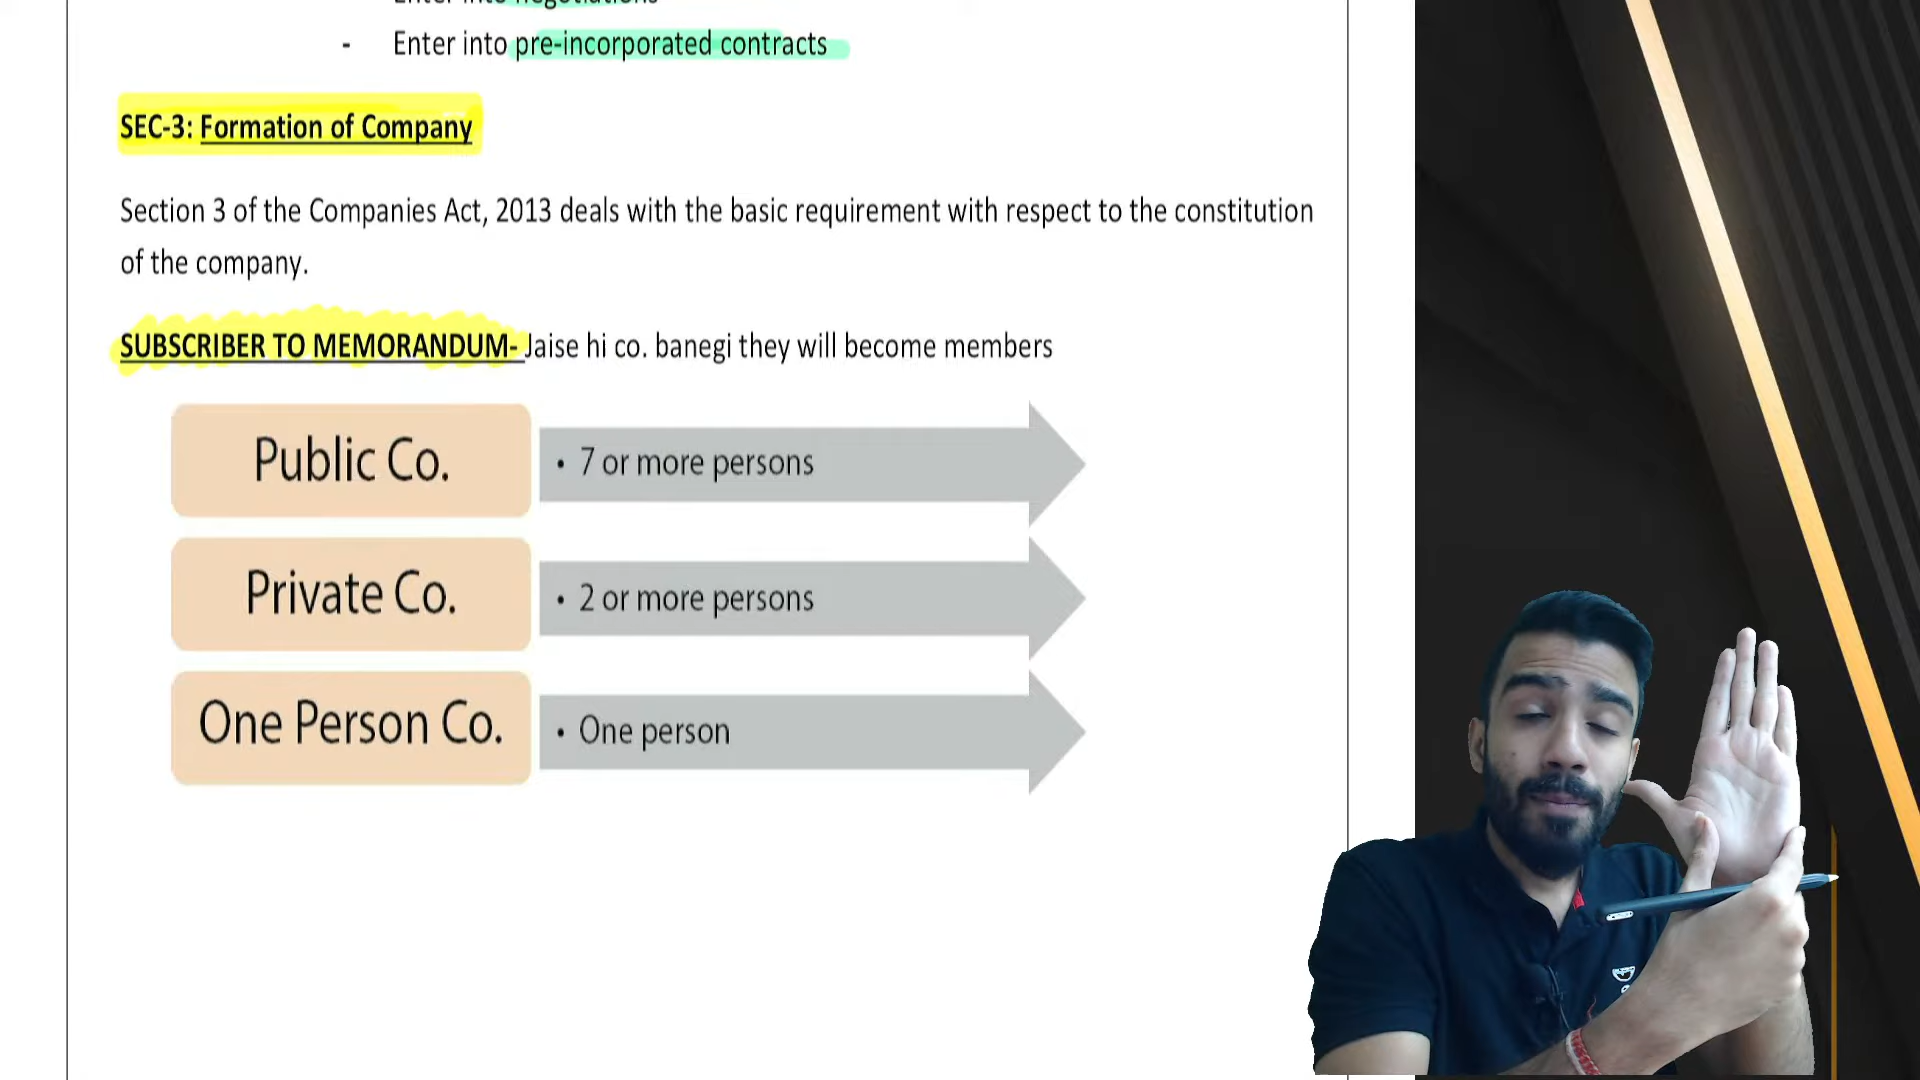 - Enter into pre-incorporated contracts
SEC-3: Formation of Company
Section 3 of the Companies Act, 2013 deals with the basic requirement with respect to the constitution
of the company.
SUBSCRIBER TO MEMORANDUM- Jaise hi co. banegi they will become members
Public Co.
• 7 or more persons
Private Co.
• 2 or more persons
One Person Co.
• One person